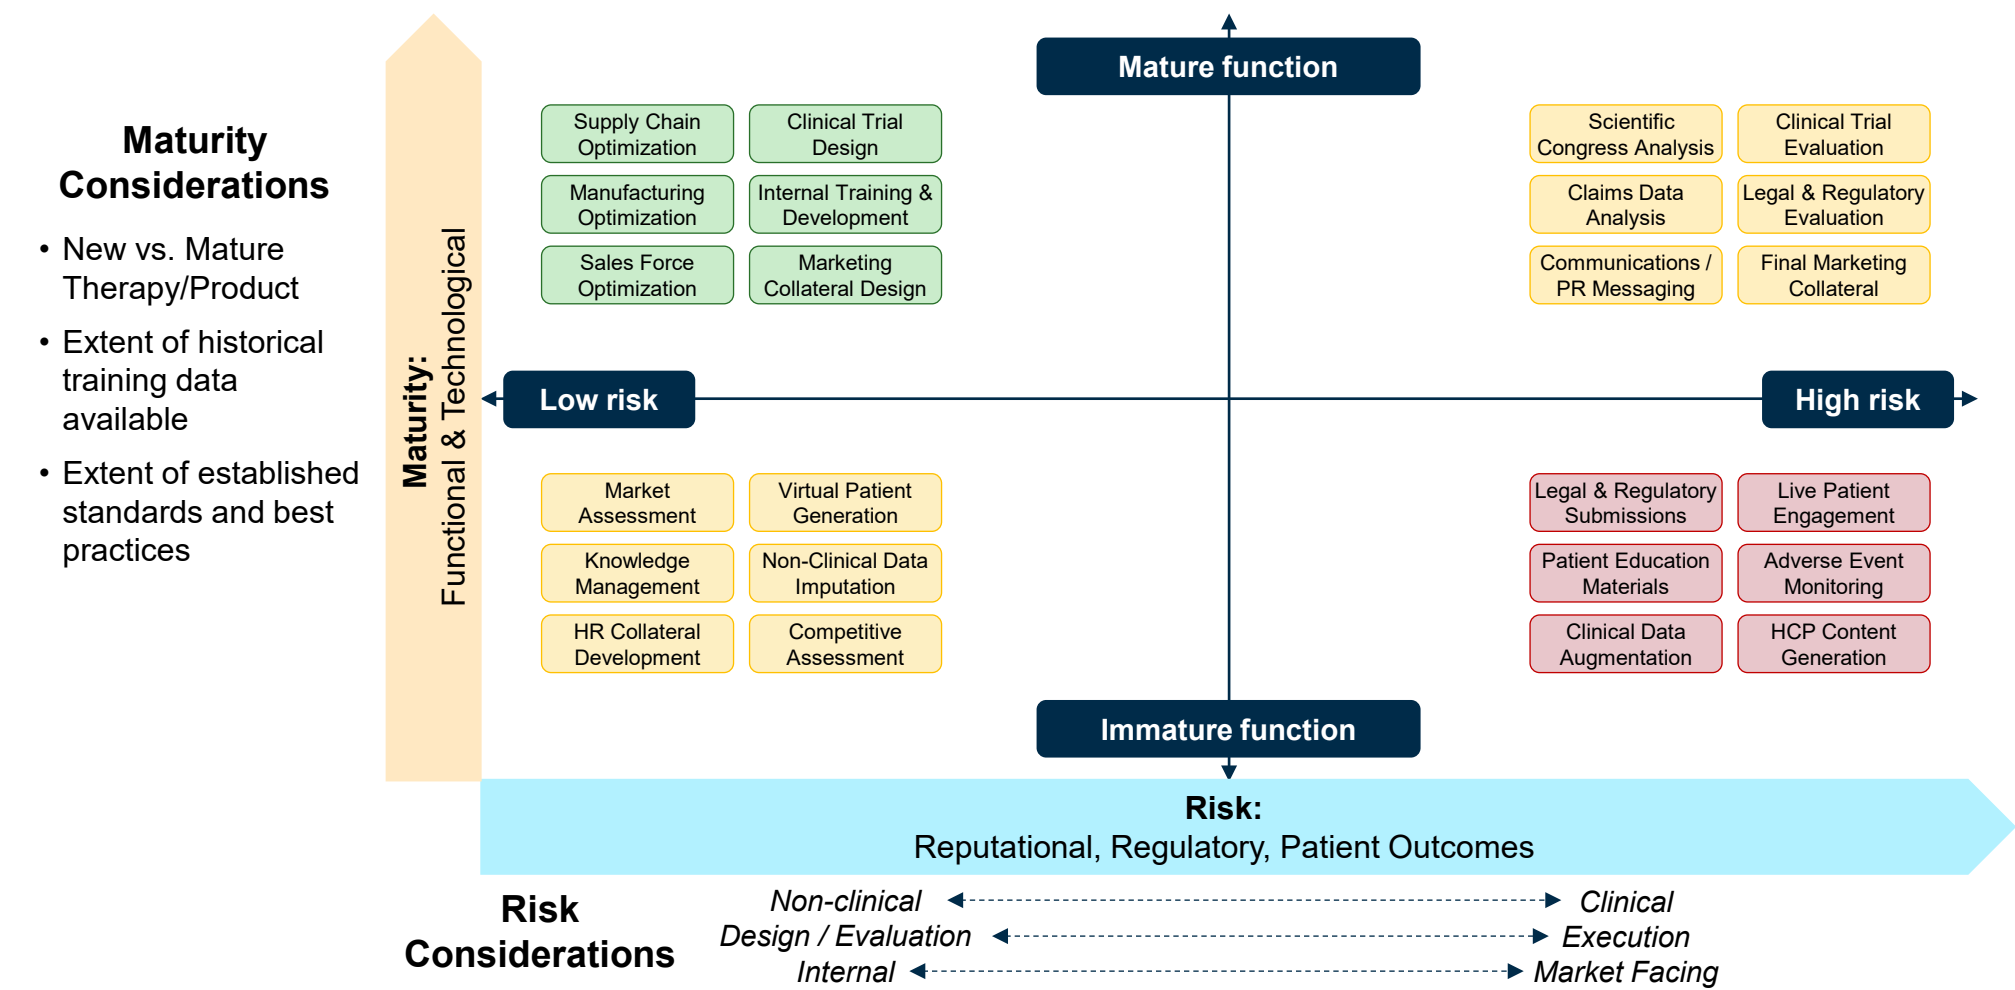 Maturity
Considerations
• New vs. Mature
Therapy/Product
• Extent of historical
training data
available
• Extent of established
standards and best
practices
Maturity:
Functional & Technological
Mature function
Supply Chain
Optimization
Clinical Trial
Design
Manufacturing
Optimization
Internal Training &
Development
Sales Force
Optimization
Marketing
Collateral Design
Scientific
Congress Analysis
Clinical Trial
Evaluation
Claims Data
Analysis
Legal & Regulatory
Evaluation
Communications /
PR Messaging
Final Marketing
Collateral
Low risk
High risk
Market
Assessment
Virtual Patient
Generation
Knowledge
Management
Non-Clinical Data
Imputation
HR Collateral
Development
Competitive
Assessment
Legal & Regulatory
Submissions
Live Patient
Engagement
Patient Education
Materials
Adverse Event
Monitoring
Clinical Data
Augmentation
HCP Content
Generation
Immature function
Risk:
Reputational, Regulatory, Patient Outcomes
Risk
Considerations
Non-clinical
Clinical
Design / Evaluation
Execution
Internal
Market Facing